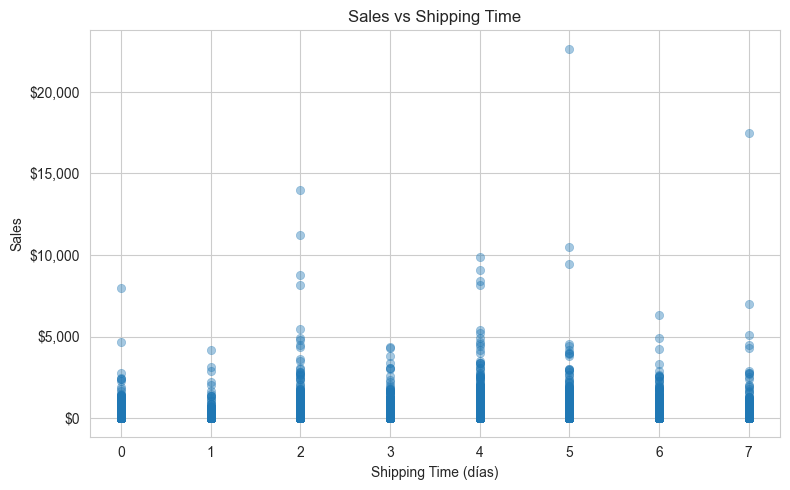 Sales vs Shipping Time
$20,000
$15,000
$10,000
$5,000
$0
Sales
0 1 2 3 4 5 6 7
Shipping Time (días)